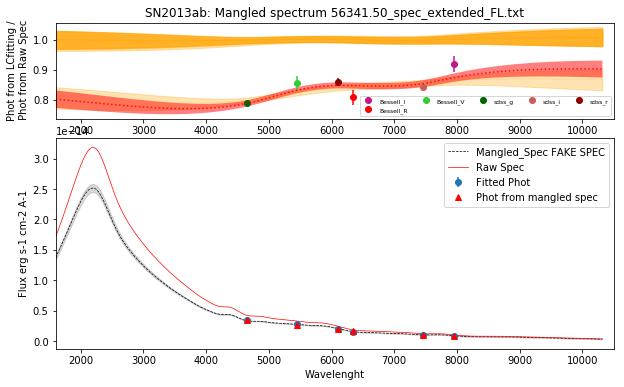 SN2013ab: Mangled spectrum 56341.50_spec_extended_FL.txt
Phot from LCfitting /
Phot from Raw Spec
1.0
0.9
0.8
Bessell_I
Bessell_V
sdss_g
sdss_i
sdss_r
Bessell_R
2000 3000 4000 5000 6000 7000 8000 9000 10000
1e−14
Flux erg s-1 cm-2 A-1
3.0
2.5
2.0
1.5
1.0
0.5
0.0
Mangled_Spec FAKE SPEC
Raw Spec
Fitted Phot
Phot from mangled spec
2000 3000 4000 5000 6000 7000 8000 9000 10000
Wavelenght